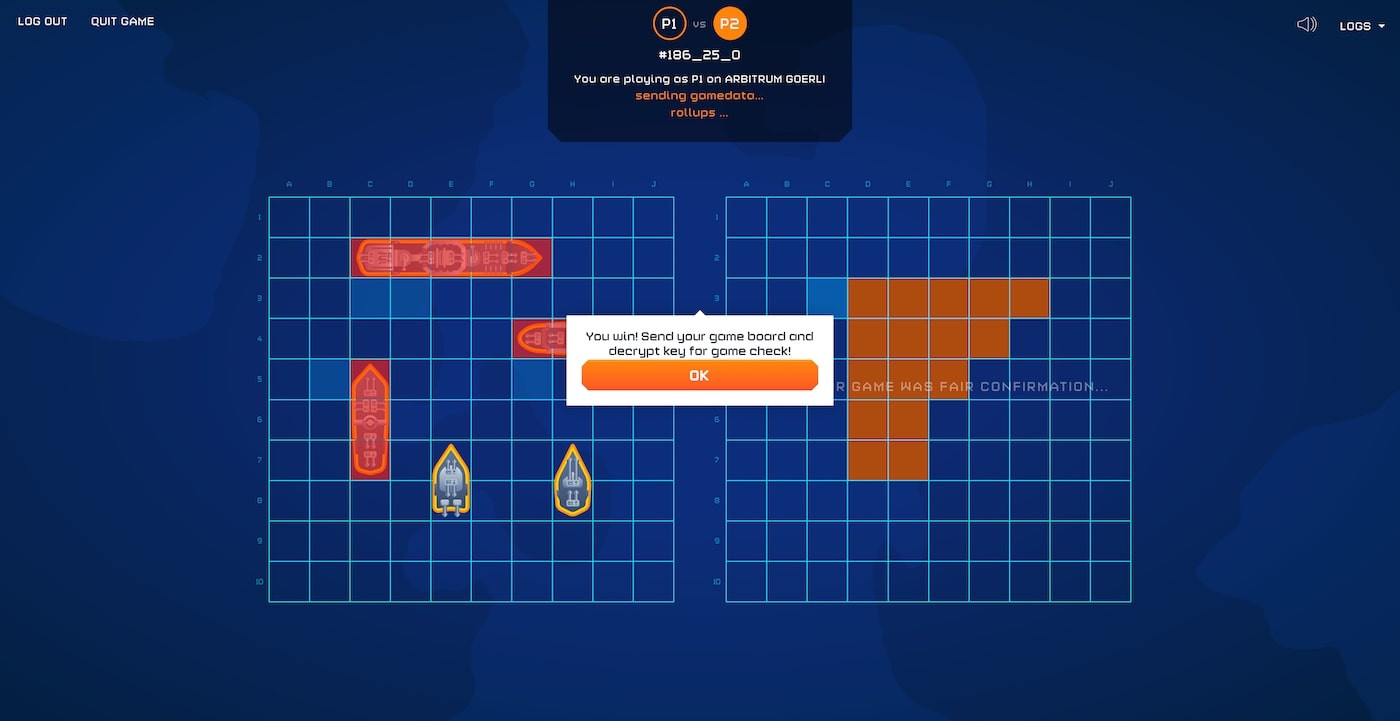 LOG OUT QUIT GAME
P1 vs P2
LOGS
#186_25_0
You are playing as P1 on ARBITRUM GOERLI
sending gamedata...
rollups ...
A B C D E F G H I J
A B C D E F G H I J
1 1
2 2
3 3
4
You win! Send your game board and
decrypt key for game check!
OK
5
R GAME WAS FAIR CONFIRMATION...
6 6
7 7
8 8
9 9
10 10